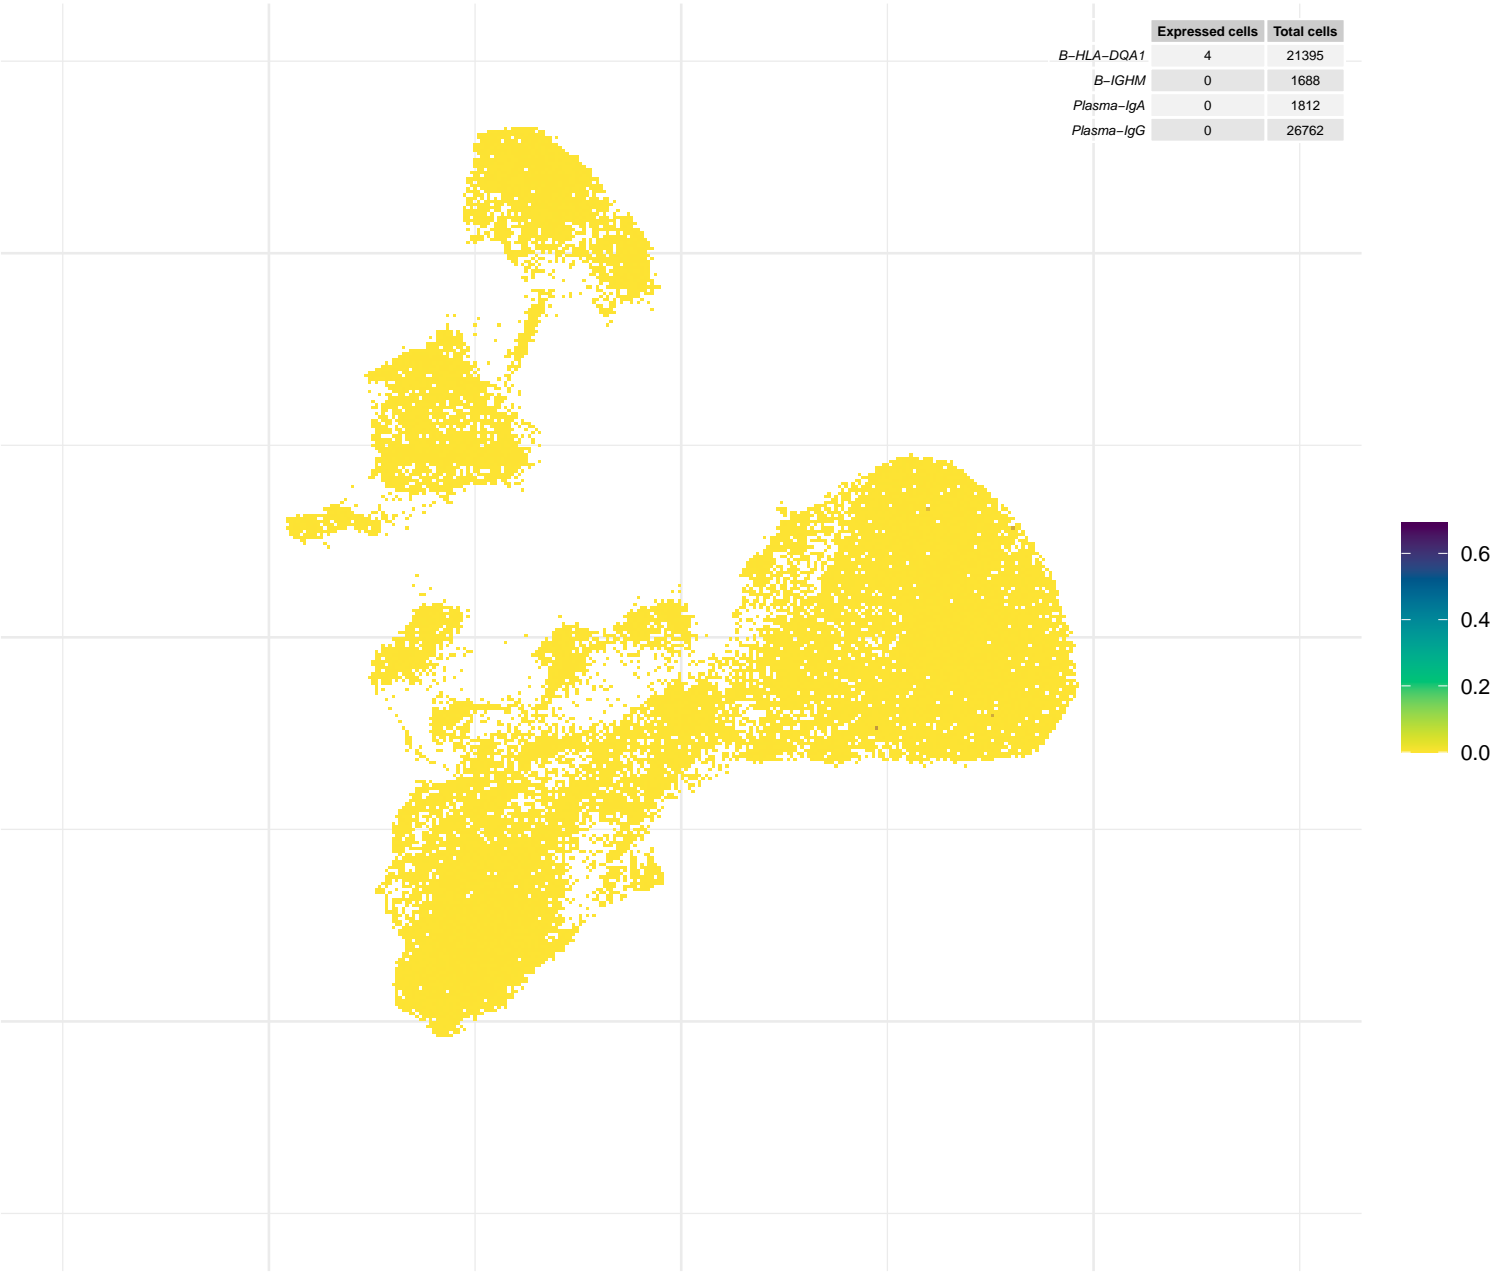 Expressed cells Total cells
B−HLA−DQA1 4 21395
B−IGHM 0 1688
Plasma−IgA 0 1812
Plasma−IgG 0 26762
0.6
0.4
0.2
0.0